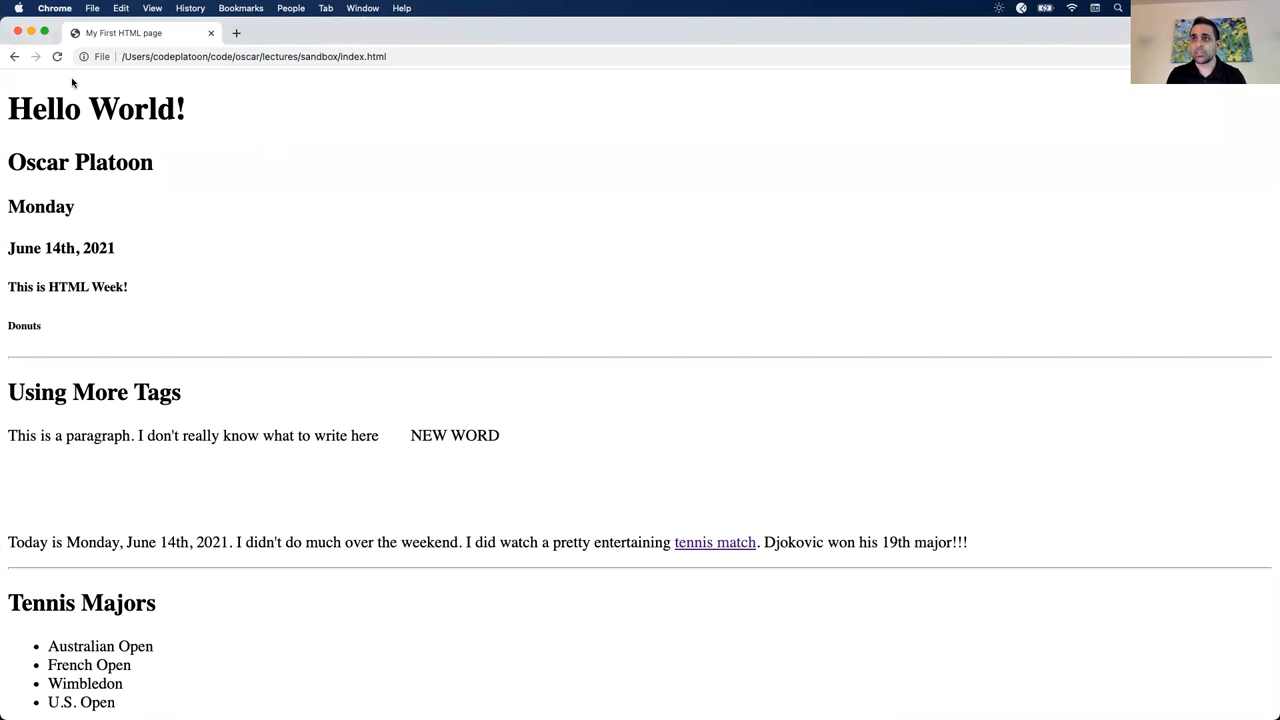 Chrome File Edit View History Bookmarks People Tab Window Help
My First HTML page
File /Users/codeplatoon/code/oscar/lectures/sandbox/index.html
Hello World!
Oscar Platoon
Monday
June 14th, 2021
This is HTML Week!
Donuts
Using More Tags
This is a paragraph. I don't really know what to write here NEW WORD
Today is Monday, June 14th, 2021. I didn't do much over the weekend. I did watch a pretty entertaining tennis match. Djokovic won his 19th major!!!
Tennis Majors
• Australian Open
• French Open
• Wimbledon
• U.S. Open